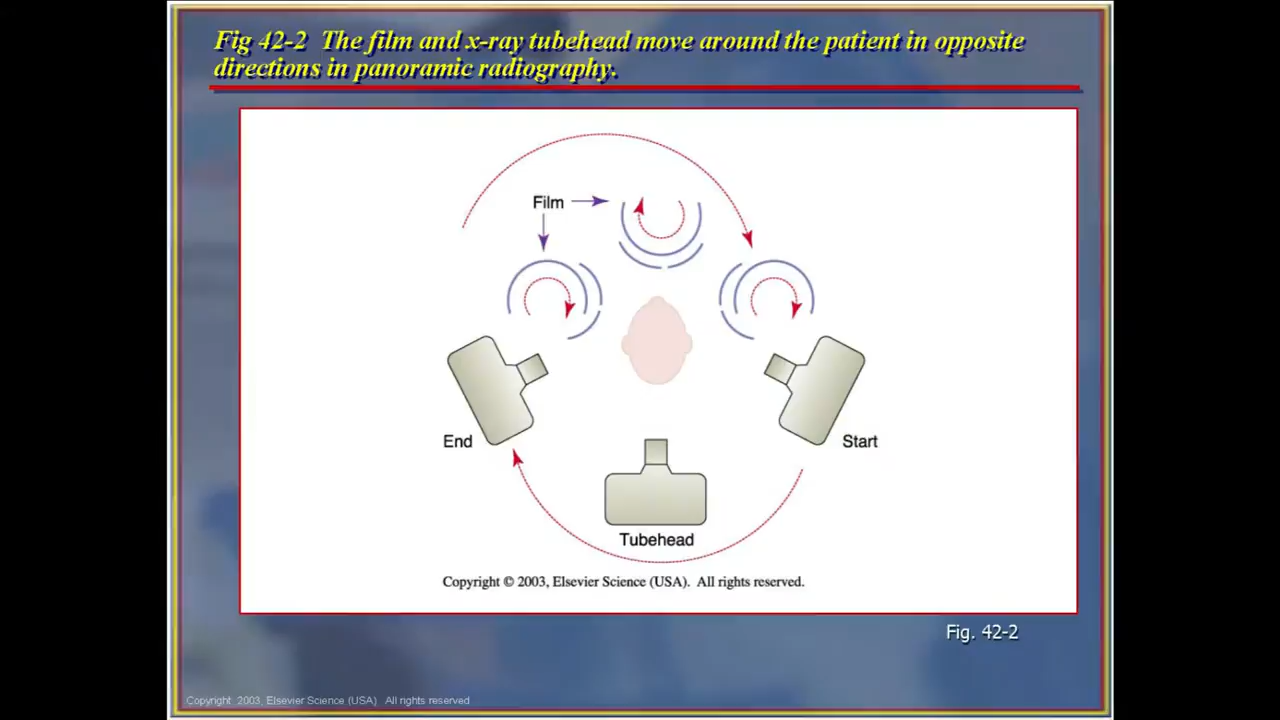 Fig 42-2 The film and x-ray tubehead move around the patient in opposite
directions in panoramic radiography.
Film
End
Start
Tubehead
Copyright © 2003, Elsevier Science (USA). All rights reserved.
Fig. 42-2
Copyright 2003, Elsevier Science (USA). All rights reserved